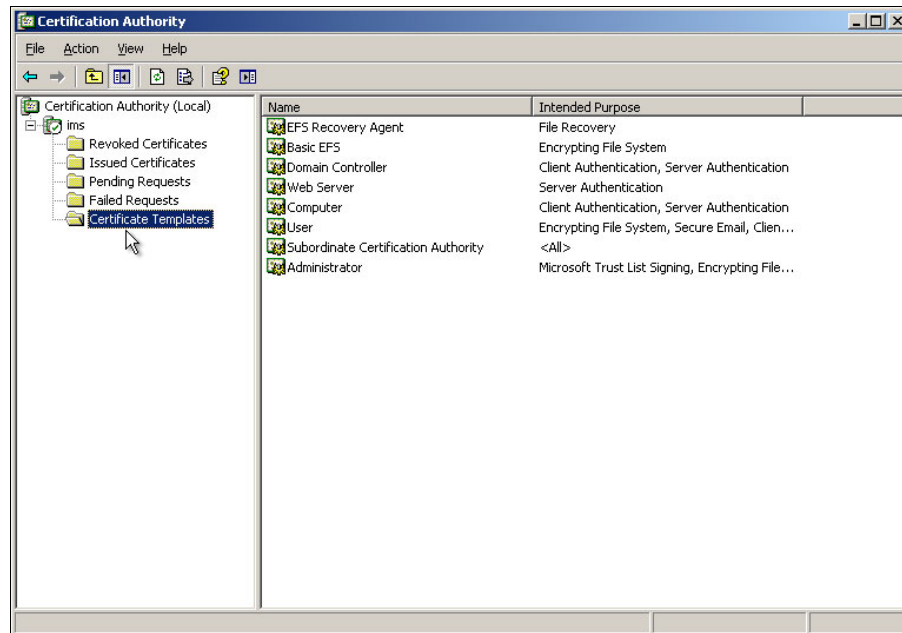 Certification Authority
File Action View Help
Certification Authority (Local)
ims
Revoked Certificates
Issued Certificates
Pending Requests
Failed Requests
Certificate Templates
Name Intended Purpose
EFS Recovery Agent File Recovery
Basic EFS Encrypting File System
Domain Controller Client Authentication, Server Authentication
Web Server Server Authentication
Computer Client Authentication, Server Authentication
User Encrypting File System, Secure Email, Clien...
Subordinate Certification Authority <All>
Administrator Microsoft Trust List Signing, Encrypting File...